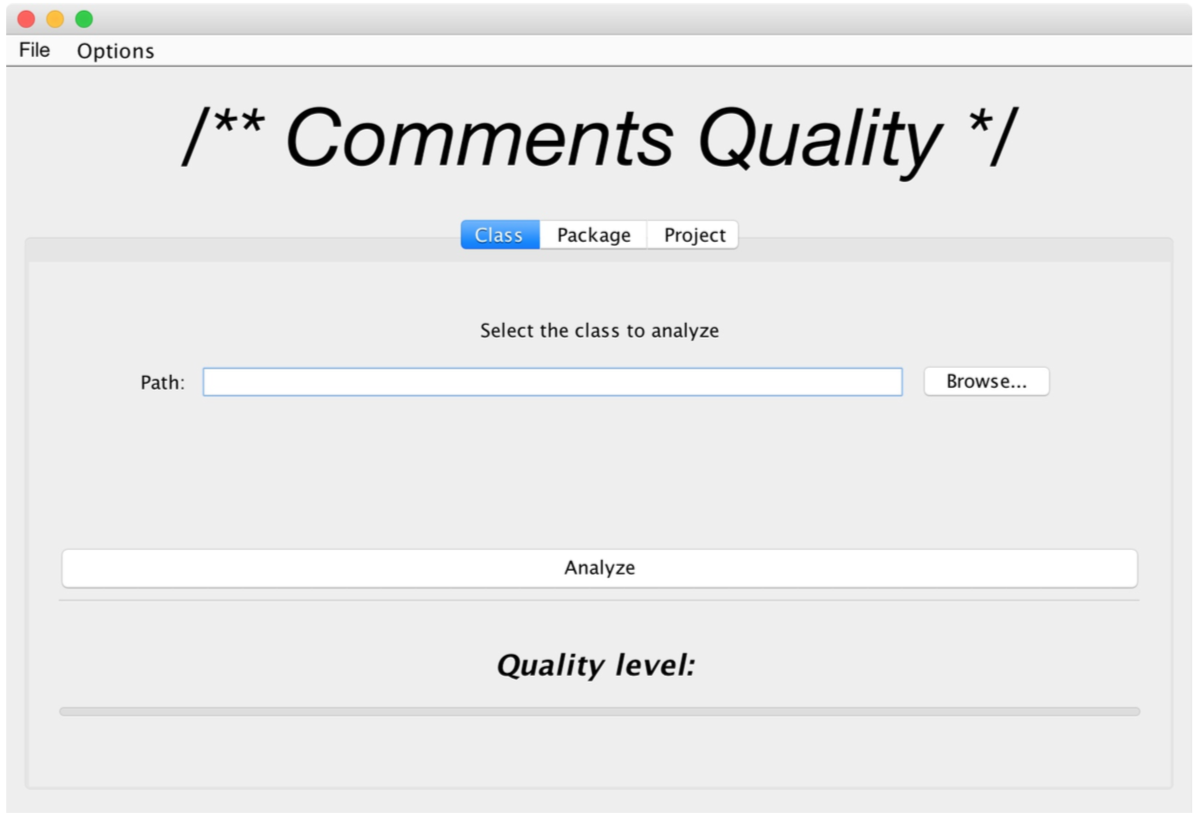 File Options
/** Comments Quality */
Class Package Project
Select the class to analyze
Path: Browse...
Analyze
Quality level: